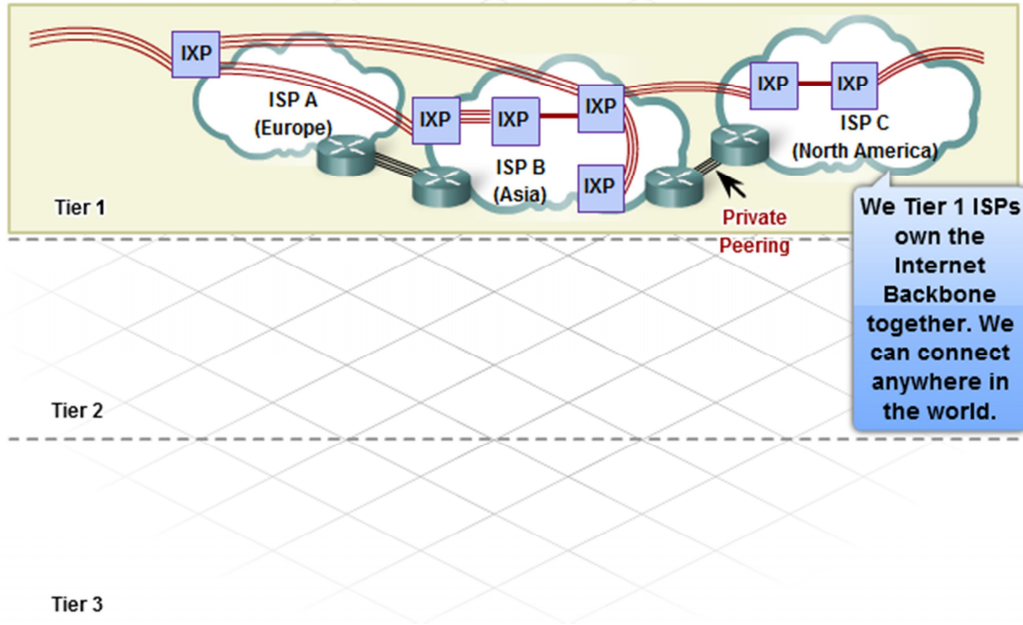 IXP
ISP A
(Europe)
IXP
IXP
IXP
IXP
ISP B
(Asia)
IXP
IXP
ISP C
(North America)
Private
Peering
Tier 1
We Tier 1 ISPs
own the
Internet
Backbone
together. We
can connect
anywhere in
the world.
Tier 2
Tier 3